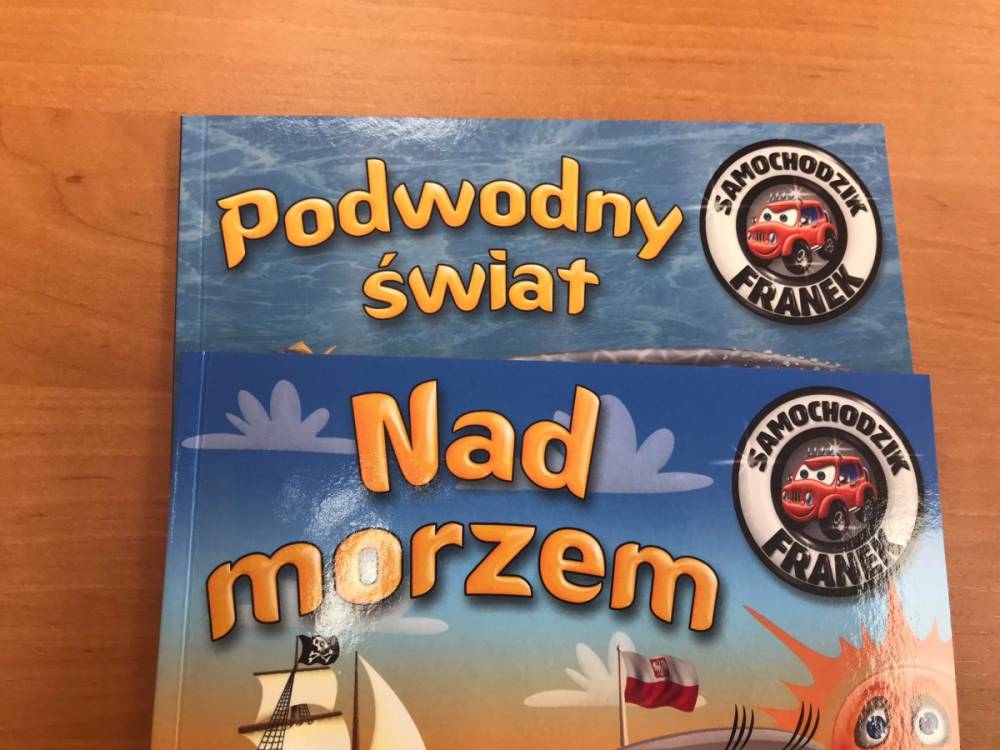 Podwodny
świat
SAMOCHODZIK
FRANEK
Nad
morzem
SAMOCHODZIK
FRANEK